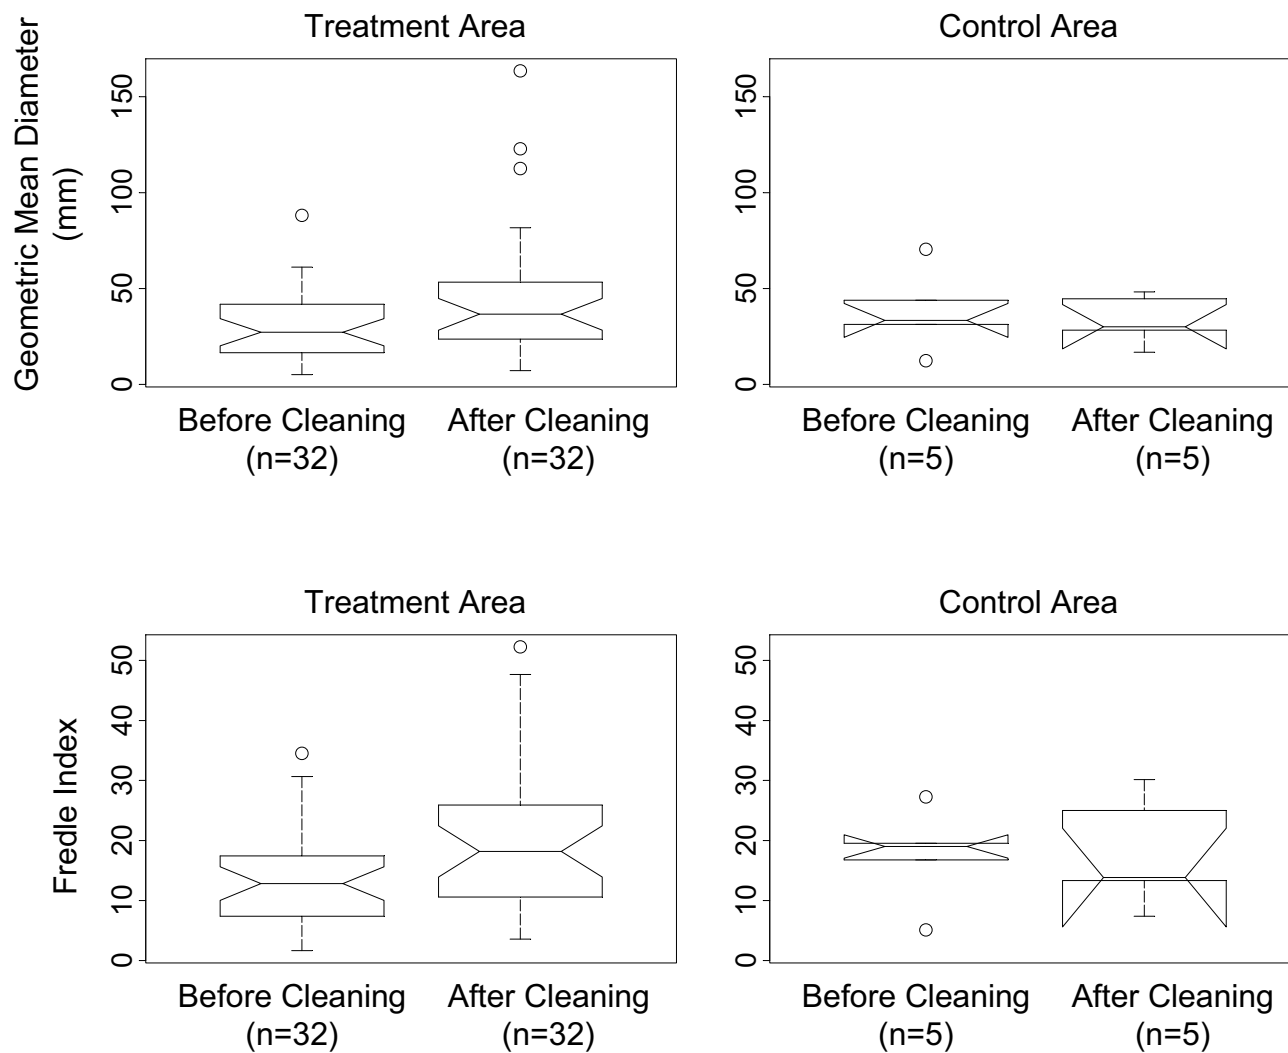 Treatment Area
Control Area
Geometric Mean Diameter
(mm)
150
100
50
0
150
100
50
0
Before Cleaning
(n=32)
After Cleaning
(n=32)
Before Cleaning
(n=5)
After Cleaning
(n=5)
Treatment Area
Control Area
Fredle Index
50
40
30
20
10
0
50
40
30
20
10
0
Before Cleaning
(n=32)
After Cleaning
(n=32)
Before Cleaning
(n=5)
After Cleaning
(n=5)